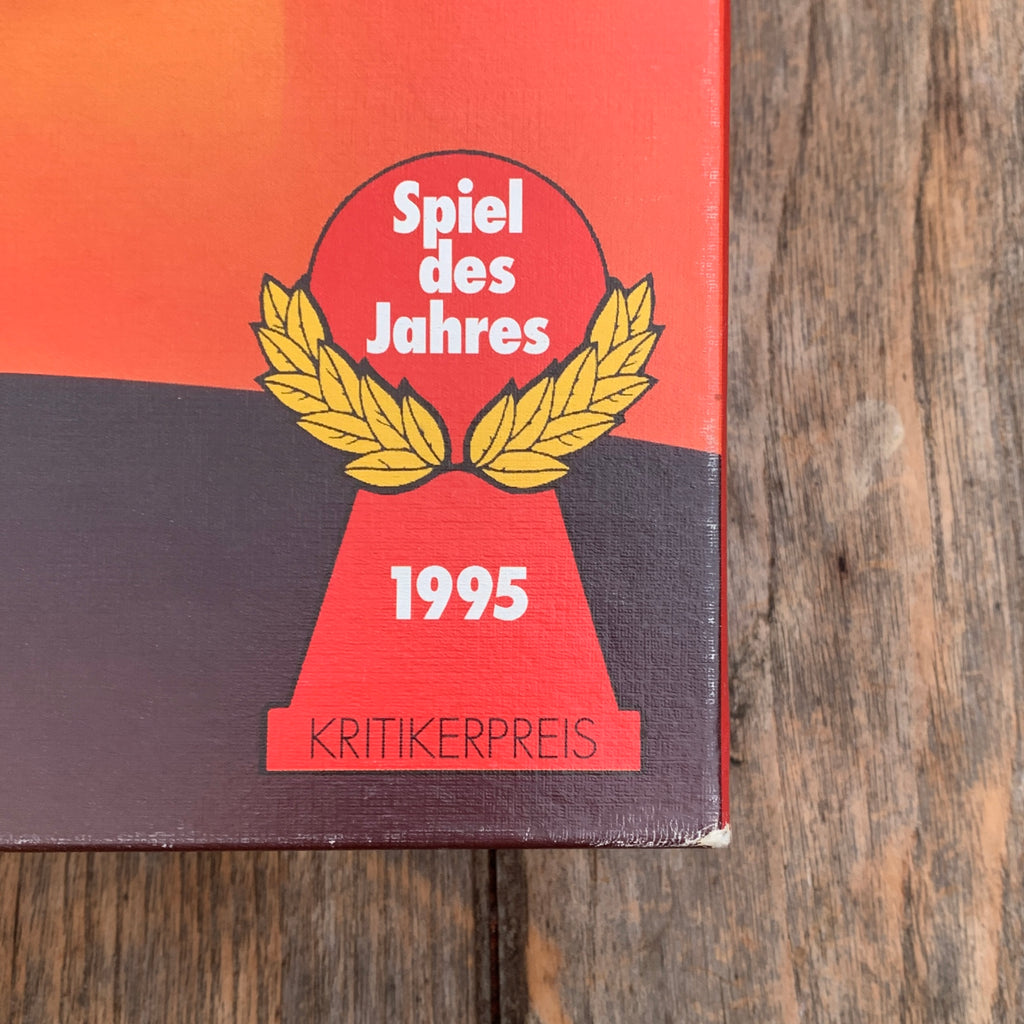 Spiel
des
Jahres
1995
KRITIKERPREIS